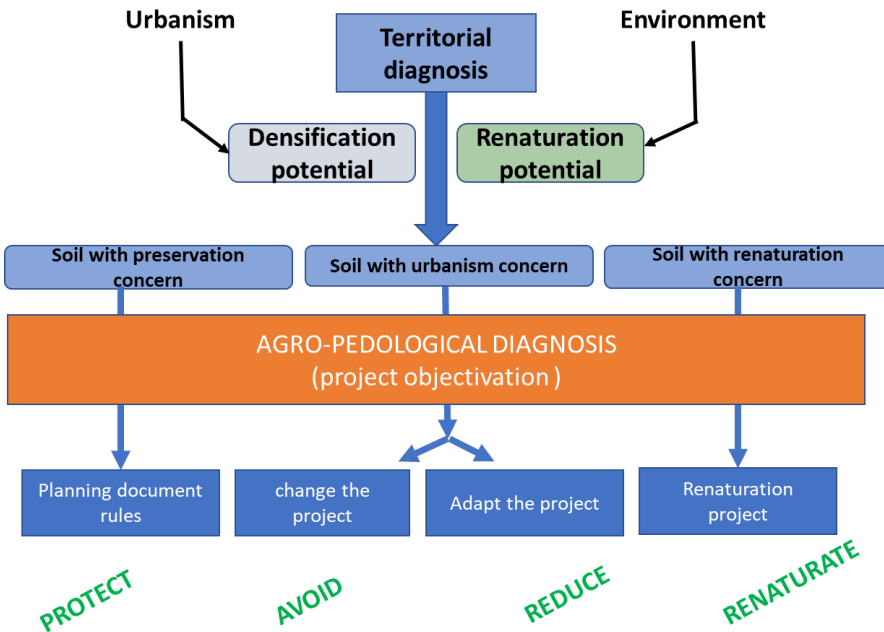 Urbanism
Territorial
diagnosis
Environment
Densification
potential
Renaturation
potential
Soil with preservation
concern
Soil with urbanism concern
Soil with renaturation
concern
AGRO-PEDOLOGICAL DIAGNOSIS
(project objectivation )
Planning document
rules
change the
project
Adapt the project
Renaturation
project
PROTECT
AVOID
REDUCE
RENATURATE